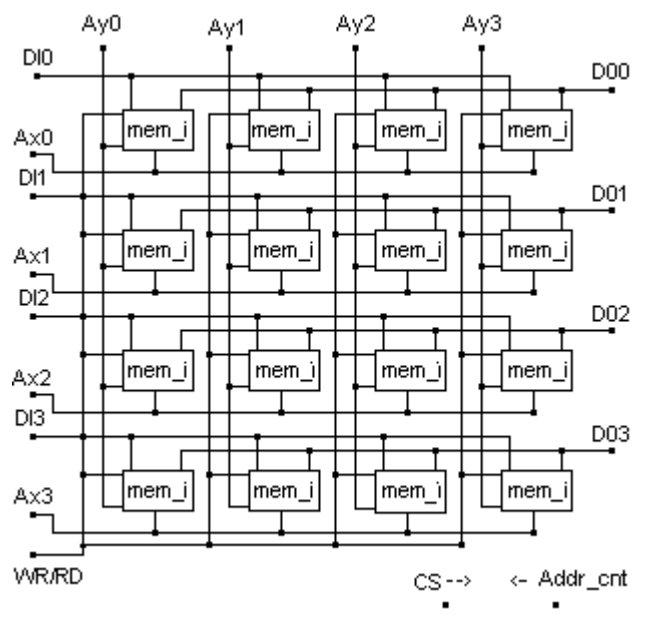 Ay0 Ay1 Ay2 Ay3
DI0
D00
mem_i mem_i mem_i mem_i
Ax0
DI1
D01
mem_i mem_i mem_i mem_i
Ax1
DI2
D02
mem_i mem_i mem_i mem_i
Ax2
DI3
D03
mem_i mem_i mem_i mem_i
Ax3
WR/RD
CS--> <- Addr_cnt